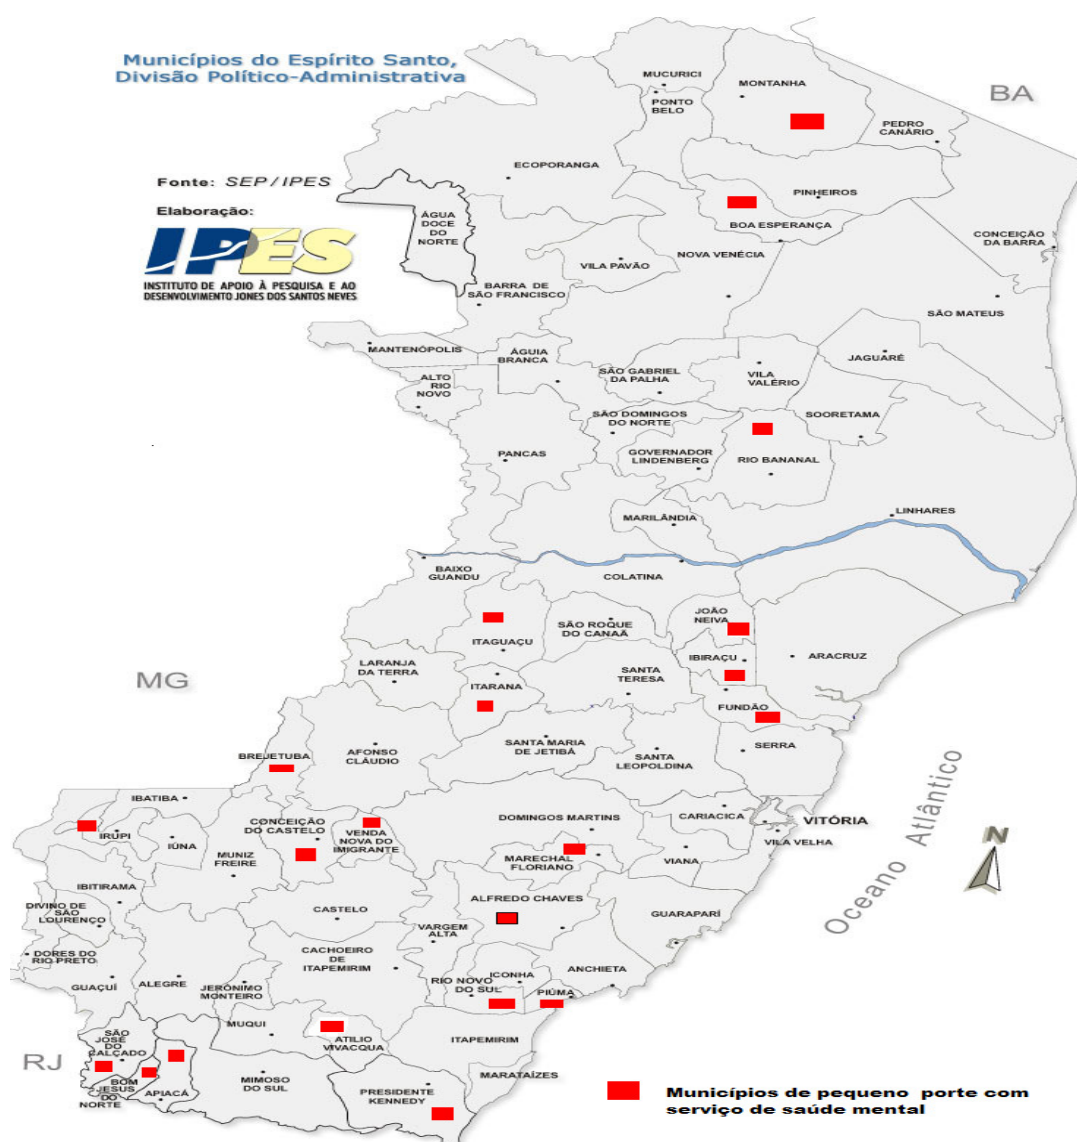 Municípios do Espírito Santo,
Divisão Político-Administrativa
BA
MUCURICI
MONTANHA
PONTO
BELO
PEDRO
CANÁRIO
ECOPORANGA
Fonte: SEP/IPES
PINHEIROS
Elaboração:
ÁGUA
DOCE
DO
NORTE
BOA ESPERANÇA
CONCEIÇÃO
DA BARRA
IPES
INSTITUTO DE APOIO À PESQUISA E AO
DESENVOLVIMENTO JONES DOS SANTOS NEVES
VILA PAVÃO
NOVA VENÉCIA
BARRA DE
SÃO FRANCISCO
SÃO MATEUS
MANTENÓPOLIS
ÁGUIA
BRANCA
JAGUARÉ
ALTO
RIO
NOVO
SÃO GABRIEL
DA PALHA
VILA
VALÉRIO
SÃO DOMINGOS
DO NORTE
SOORETAMA
PANCAS
GOVERNADOR
LINDENBERG
RIO BANANAL
MARILÂNDIA
LINHARES
BAIXO
GUANDU
COLATINA
JOÃO
NEIVA
ITAGUAÇU
SÃO ROQUE
DO CANAÃ
IBIRAÇU
ARACRUZ
LARANJA
DA TERRA
ITARANA
SANTA
TERESA
MG
FUNDÃO
BREJETUBA
AFONSO
CLÁUDIO
SANTA MARIA
DE JETIBÁ
SANTA
LEOPOLDINA
SERRA
IBATIBA
CONCEIÇÃO
DO CASTELO
VENDA
NOVA DO
IMIGRANTE
DOMINGOS MARTINS
CARIACICA
VITÓRIA
VILA VELHA
Oceano Atlântico
N
IRUPI
IÚNA
MUNIZ
FREIRE
MARECHAL
FLORIANO
VIANA
IBITIRAMA
ALFREDO CHAVES
GUARAPARÍ
DIVINO DE
SÃO
LOURENÇO
CASTELO
VARGEM
ALTA
DORES DO
RIO PRETO
CACHOEIRO
DE
ITAPEMIRIM
ANCHIETA
GUAÇUÍ
ALEGRE
JERÔNIMO
MONTEIRO
RIO NOVO
DO SUL
ICONHA
PIÚMA
MUQUI
SÃO
JOSÉ
DO
CALÇADO
ATILIO
VIVACQUA
ITAPEMIRIM
RJ
BOM
JESUS
DO
NORTE
APIACÁ
MIMOSO
DO SUL
PRESIDENTE
KENNEDY
MARATAÍZES
Municípios de pequeno porte com
serviço de saúde mental